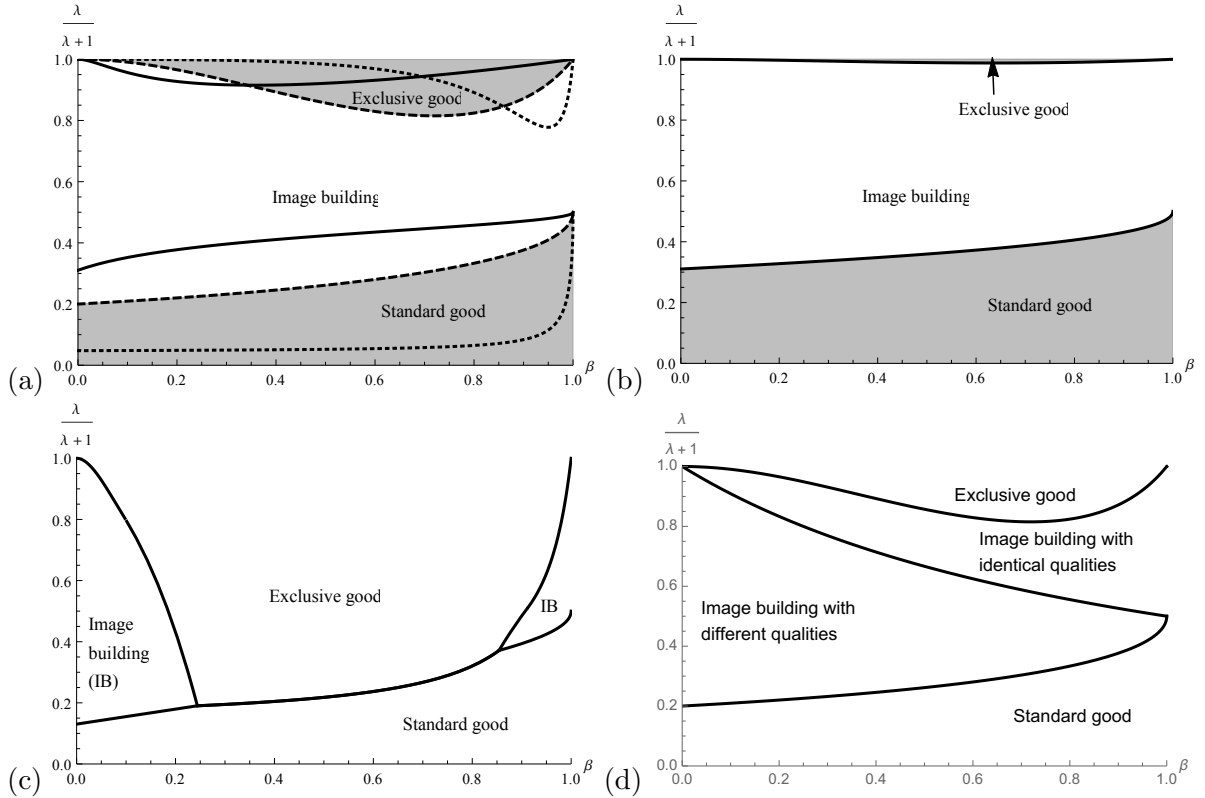 λ
λ + 1
1.0
0.8
0.6
0.4
0.2
0.0
0.0 0.2 0.4 0.6 0.8 1.0 β
Exclusive good
Image building
Standard good
(a)
λ
λ + 1
1.0
0.8
0.6
0.4
0.2
0.0
0.0 0.2 0.4 0.6 0.8 1.0 β
Exclusive good
Image building
Standard good
(b)
λ
λ + 1
1.0
0.8
0.6
0.4
0.2
0.0
0.0 0.2 0.4 0.6 0.8 1.0 β
Exclusive good
IB
Image
building
(IB)
Standard good
(c)
λ
λ + 1
1.0
0.8
0.6
0.4
0.2
0.0
0.0 0.2 0.4 0.6 0.8 1.0 β
Exclusive good
Image building with
identical qualities
Image building with
different qualities
Standard good
(d)